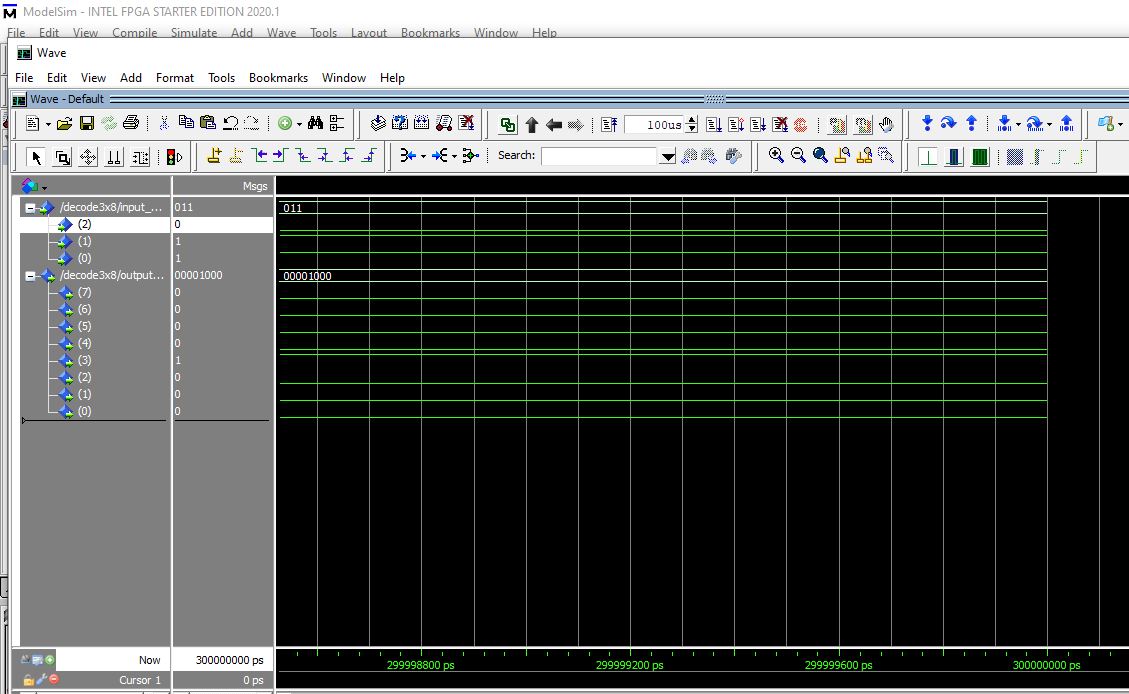 ModelSim - INTEL FPGA STARTER EDITION 2020.1
File Edit View Compile Simulate Add Wave Tools Layout Bookmarks Window Help
Wave
File Edit View Add Format Tools Bookmarks Window Help
Wave - Default
100us
Search:
Msgs
/decode3x8/input_... 011 011
(2) 0
(1) 1
(0) 1
/decode3x8/output... 00001000 00001000
(7) 0
(6) 0
(5) 0
(4) 0
(3) 1
(2) 0
(1) 0
(0) 0
Now 300000000 ps 299998800 ps 299999200 ps 299999600 ps 300000000 ps
Cursor 1 0 ps